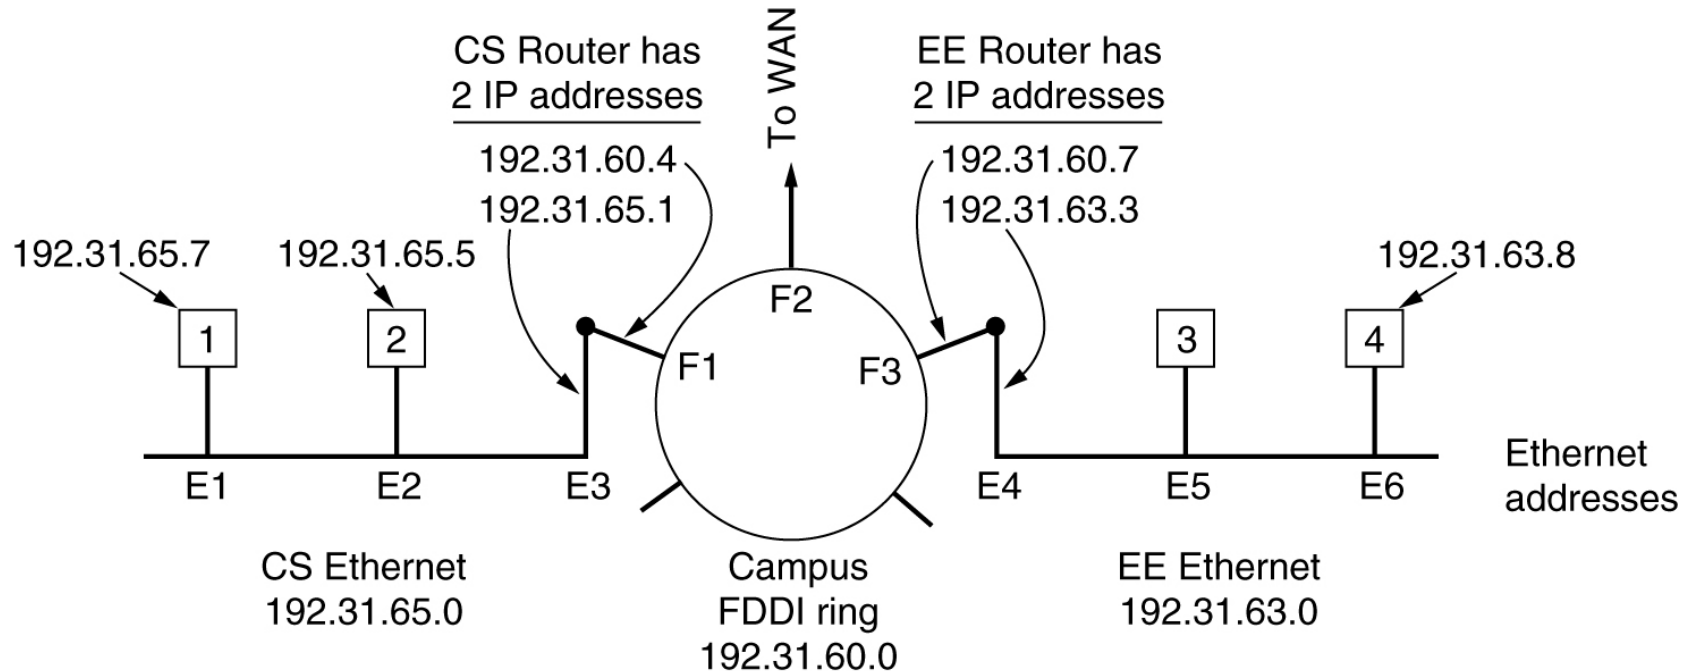 CS Router has
2 IP addresses
192.31.60.4
192.31.65.1
To WAN
EE Router has
2 IP addresses
192.31.60.7
192.31.63.3
192.31.65.7
192.31.65.5
192.31.63.8
1
2
F2
F1
F3
3
4
E1
E2
E3
E4
E5
E6
Ethernet
addresses
CS Ethernet
192.31.65.0
Campus
FDDI ring
192.31.60.0
EE Ethernet
192.31.63.0